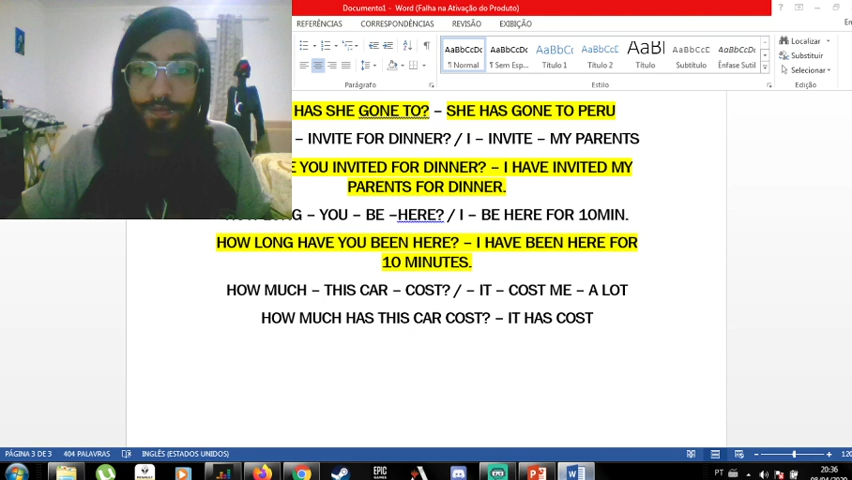 Documento1 - Word (Falha na Ativação do Produto)
REFERÊNCIAS CORRESPONDÊNCIAS REVISÃO EXIBIÇÃO
AaBbCcDc AaBbCcDc AaBbCc AaBbCcD AaBl AaBbCcD AaBbCcDc
¶ Normal ¶ Sem Esp... Título 1 Título 2 Título Subtítulo Ênfase Sutil
Localizar
Substituir
Selecionar
Parágrafo Estilo
HAS SHE GONE TO? – SHE HAS GONE TO PERU
– INVITE FOR DINNER? / I – INVITE – MY PARENTS
YOU INVITED FOR DINNER? – I HAVE INVITED MY
PARENTS FOR DINNER.
– YOU – BE –HERE? / I – BE HERE FOR 10MIN.
HOW LONG HAVE YOU BEEN HERE? – I HAVE BEEN HERE FOR
10 MINUTES.
HOW MUCH – THIS CAR – COST? / – IT – COST ME – A LOT
HOW MUCH HAS THIS CAR COST? – IT HAS COST
PÁGINA 3 DE 3 404 PALAVRAS INGLÊS (ESTADOS UNIDOS)
EPIC
PT 20:36